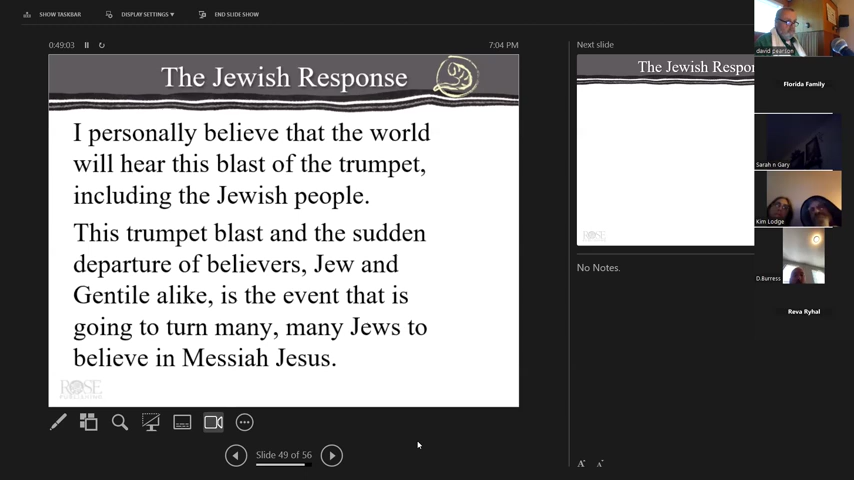 SHOW TASKBAR
DISPLAY SETTINGS
END SLIDE SHOW
0:49:03
7:04 PM
The Jewish Response
I personally believe that the world
will hear this blast of the trumpet,
including the Jewish people.
This trumpet blast and the sudden
departure of believers, Jew and
Gentile alike, is the event that is
going to turn many, many Jews to
believe in Messiah Jesus.
ROSE
PUBLISHING
Slide 49 of 56
Next slide
The Jewish Respo
ROSE
No Notes.
A A
david pearson
Florida Family
Sarah n Gary
Kim Lodge
D.Burress
Reva Ryhal